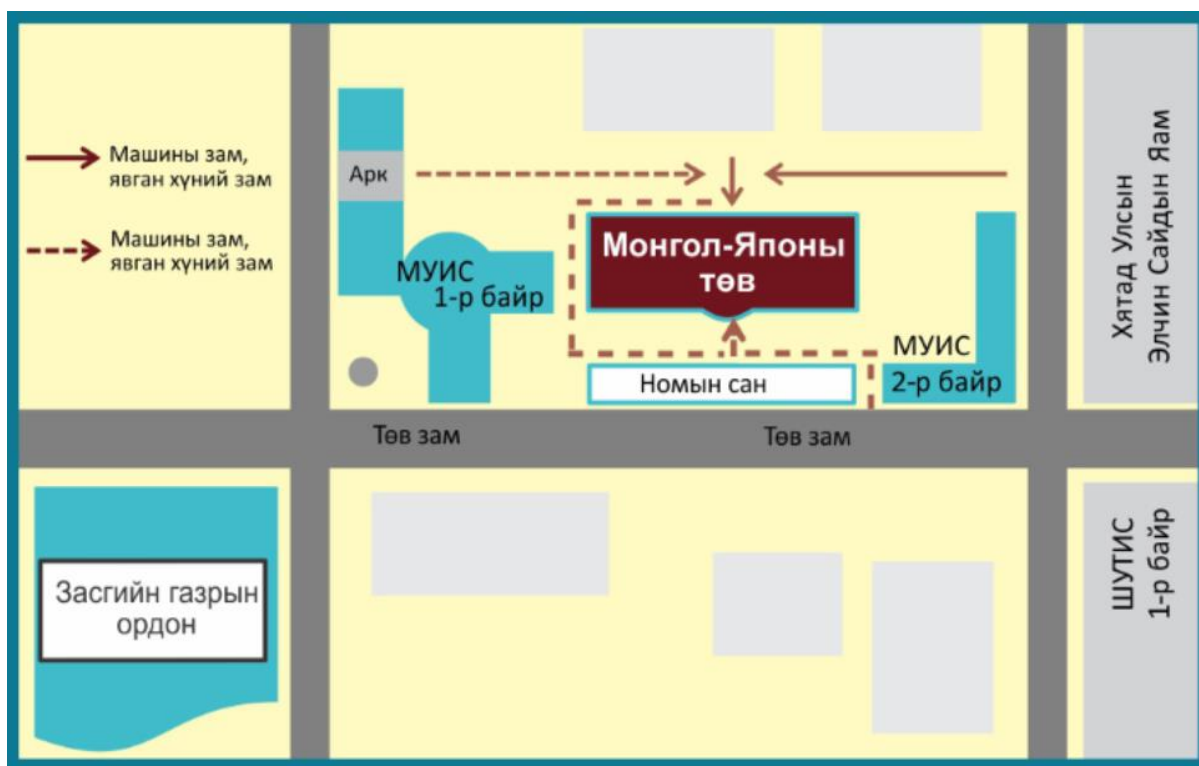 Машины зам,
явган хүний зам
Машины зам,
явган хүний зам
Арк
МУИС
1-р байр
Монгол-Японы
төв
МУИС
2-р байр
Номын сан
Хятад Улсын
Элчин Сайдын Яам
Төв зам
Төв зам
Засгийн газрын
ордон
ШУТИС
1-р байр